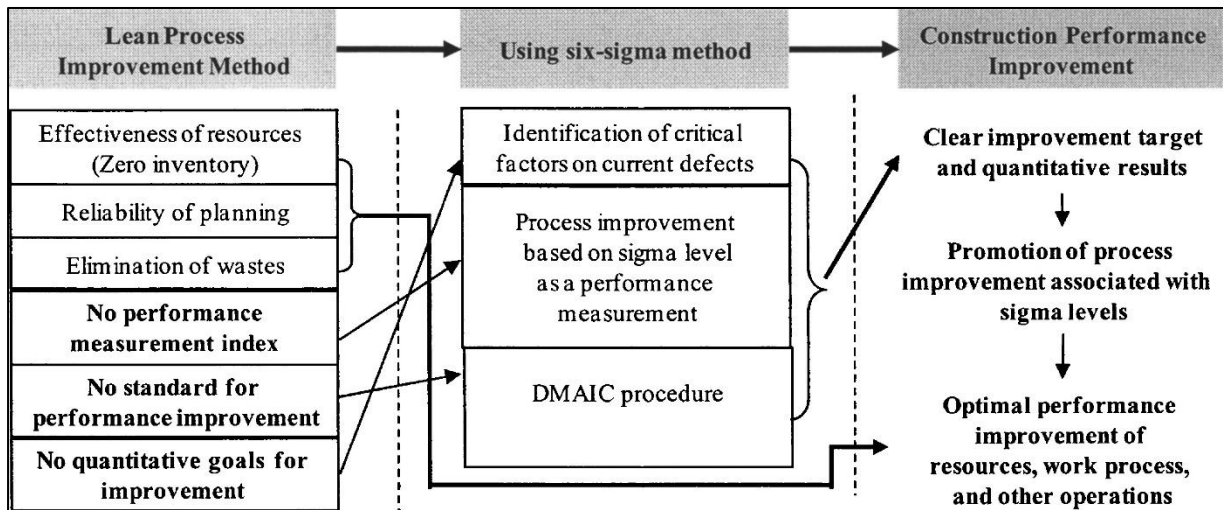 Lean Process
Improvement Method
Using six-sigma method
Construction Performance
Improvement
Effectiveness of resources
(Zero inventory)
Reliability of planning
Elimination of wastes
No performance
measurement index
No standard for
performance improvement
No quantitative goals for
improvement
Identification of critical
factors on current defects
Process improvement
based on sigma level
as a performance
measurement
DMAIC procedure
Clear improvement target
and quantitative results
Promotion of process
improvement associated with
sigma levels
Optimal performance
improvement of
resources, work process,
and other operations